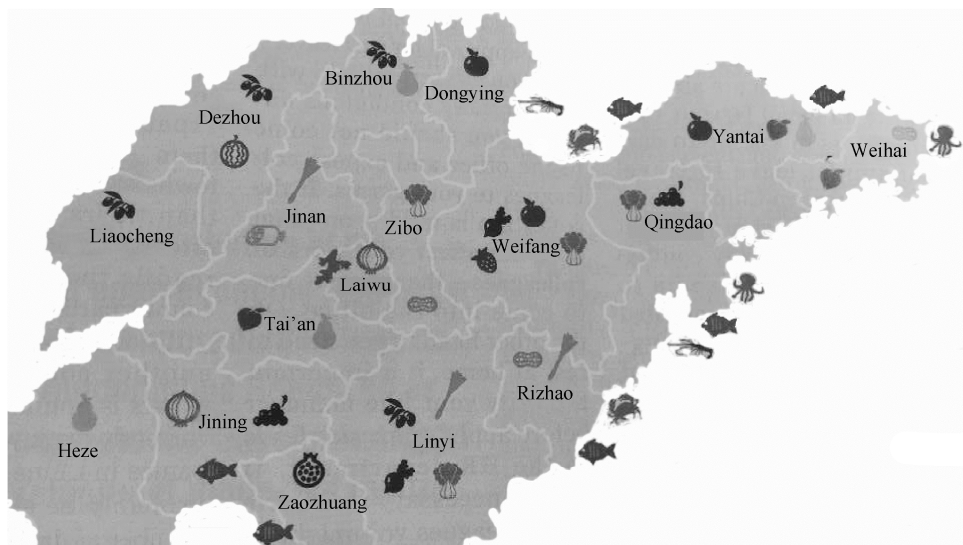 Binzhou
Dongying
Dezhou
Yantai
Weihai
Jinan
Zibo
Qingdao
Liaocheng
Weifang
Laiwu
Tai'an
Rizhao
Jining
Linyi
Heze
Zaozhuang